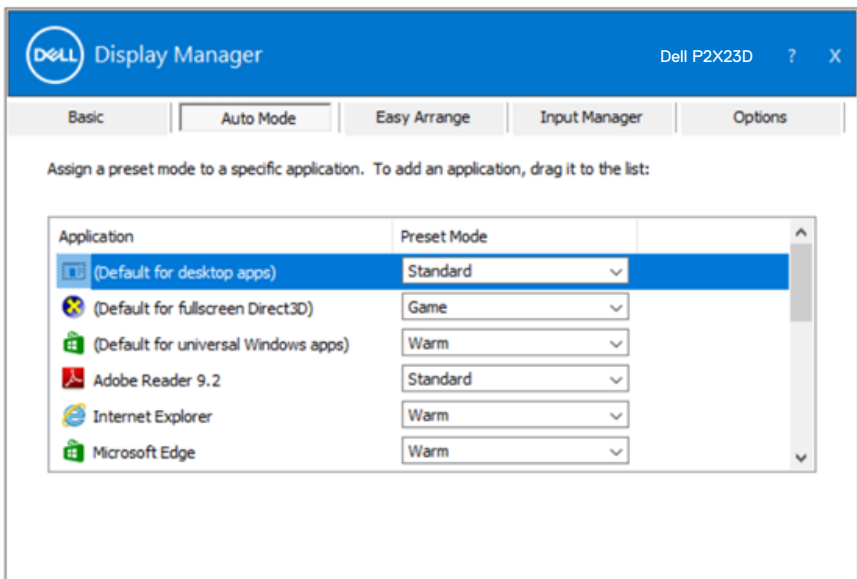 DELL Display Manager Dell P2X23D ? X
Basic Auto Mode Easy Arrange Input Manager Options
Assign a preset mode to a specific application. To add an application, drag it to the list:
Application Preset Mode
(Default for desktop apps) Standard
(Default for fullscreen Direct3D) Game
(Default for universal Windows apps) Warm
Adobe Reader 9.2 Standard
Internet Explorer Warm
Microsoft Edge Warm